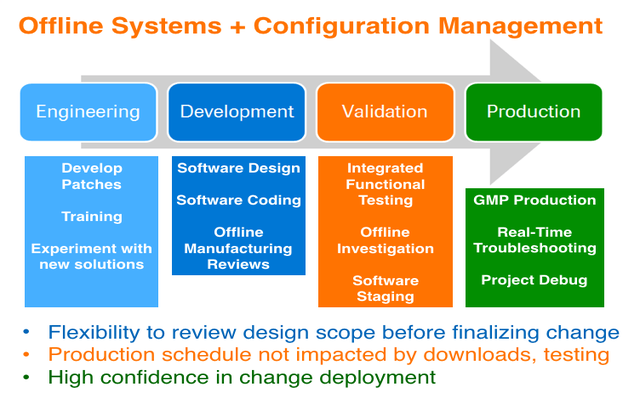 Offline Systems + Configuration Management
Engineering
Development
Validation
Production
Develop
Patches
Training
Experiment with
new solutions
Software Design
Software Coding
Offline
Manufacturing
Reviews
Integrated
Functional
Testing
Offline
Investigation
Software
Staging
GMP Production
Real-Time
Troubleshooting
Project Debug
• Flexibility to review design scope before finalizing change
• Production schedule not impacted by downloads, testing
• High confidence in change deployment